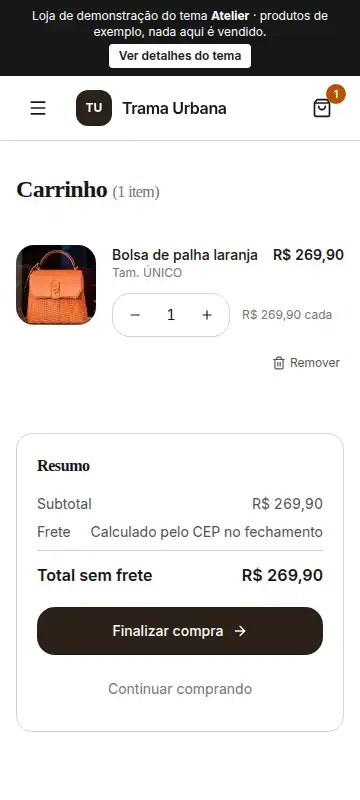 Loja de demonstração do tema Atelier · produtos de
exemplo, nada aqui é vendido.
Ver detalhes do tema
TU
Trama Urbana
1
Carrinho (1 item)
Bolsa de palha laranja
R$ 269,90
Tam. ÚNICO
− 1 +
R$ 269,90 cada
Remover
Resumo
Subtotal
R$ 269,90
Frete
Calculado pelo CEP no fechamento
Total sem frete
R$ 269,90
Finalizar compra →
Continuar comprando